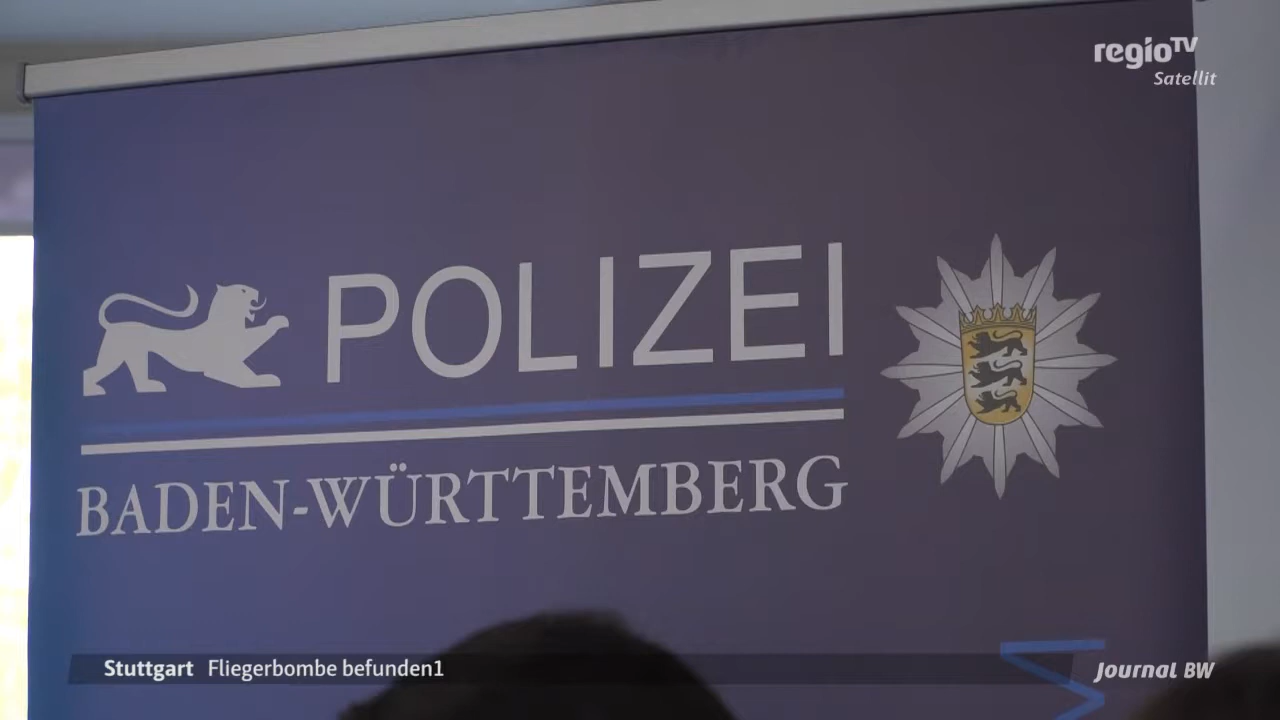 regioTV
Satellit
POLIZEI
BADEN-WÜRTTEMBERG
Stuttgart Fliegerbombe befunden1
Journal BW